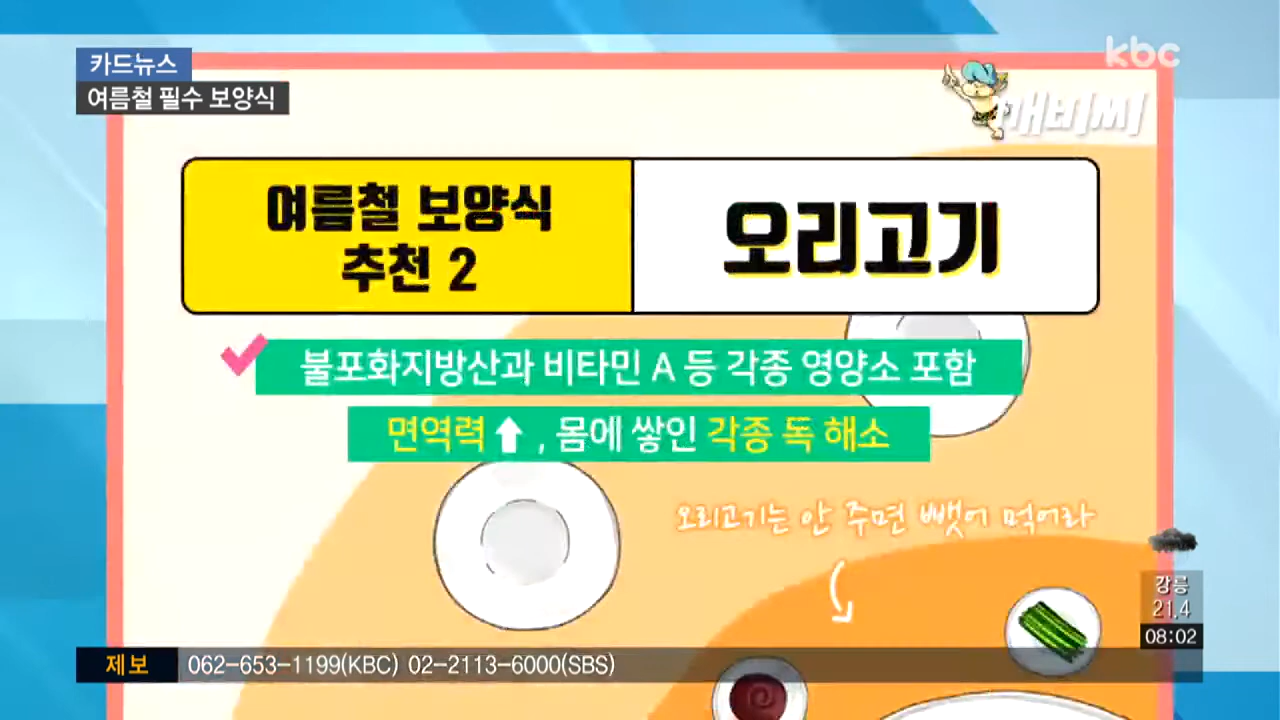 카드뉴스
kbc
여름철 필수 보양식
깨비씨
여름철 보양식
추천 2
오리고기
불포화지방산과 비타민 A 등 각종 영양소 포함
면역력 ⬆ , 몸에 쌓인 각종 독 해소
오리고기는 안 주면 뺏어 먹어라
강릉
21.4
08:02
제보 062-653-1199(KBC) 02-2113-6000(SBS)